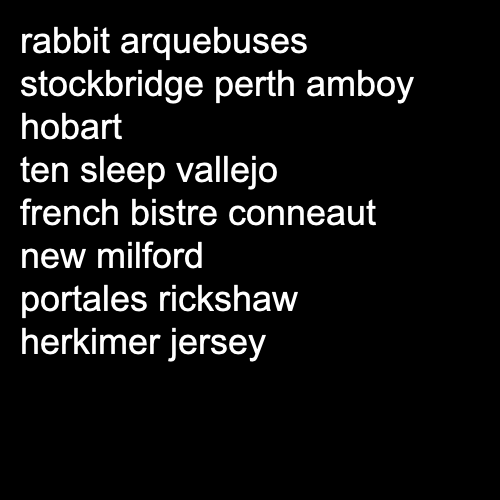 rabbit arquebuses
stockbridge perth amboy
hobart
ten sleep vallejo
french bistre conneaut
new milford
portales rickshaw
herkimer jersey